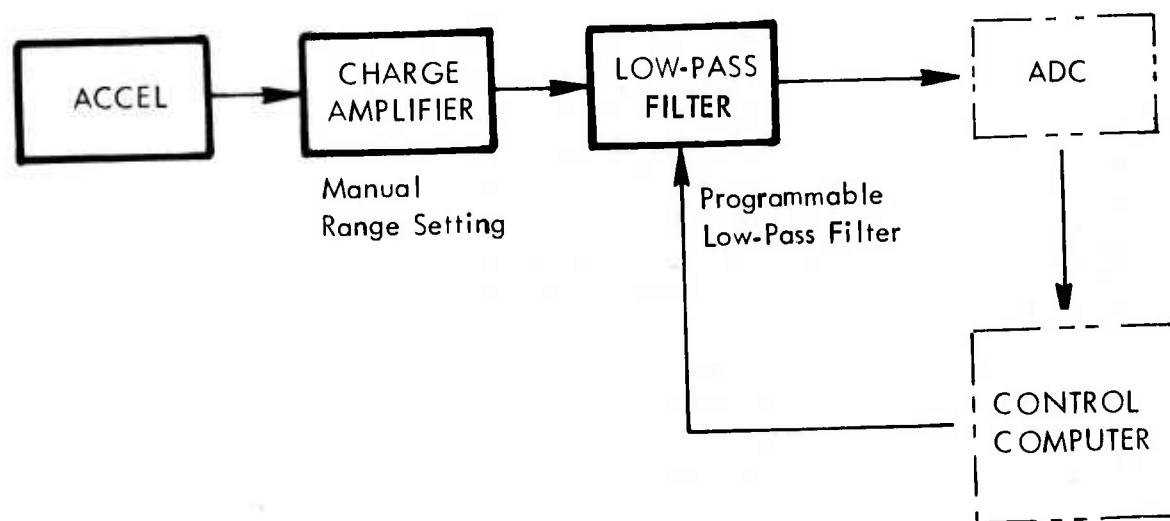 ACCEL
CHARGE
AMPLIFIER
Manual
Range Setting
LOW-PASS
FILTER
Programmable
Low-Pass Filter
ADC
CONTROL
COMPUTER